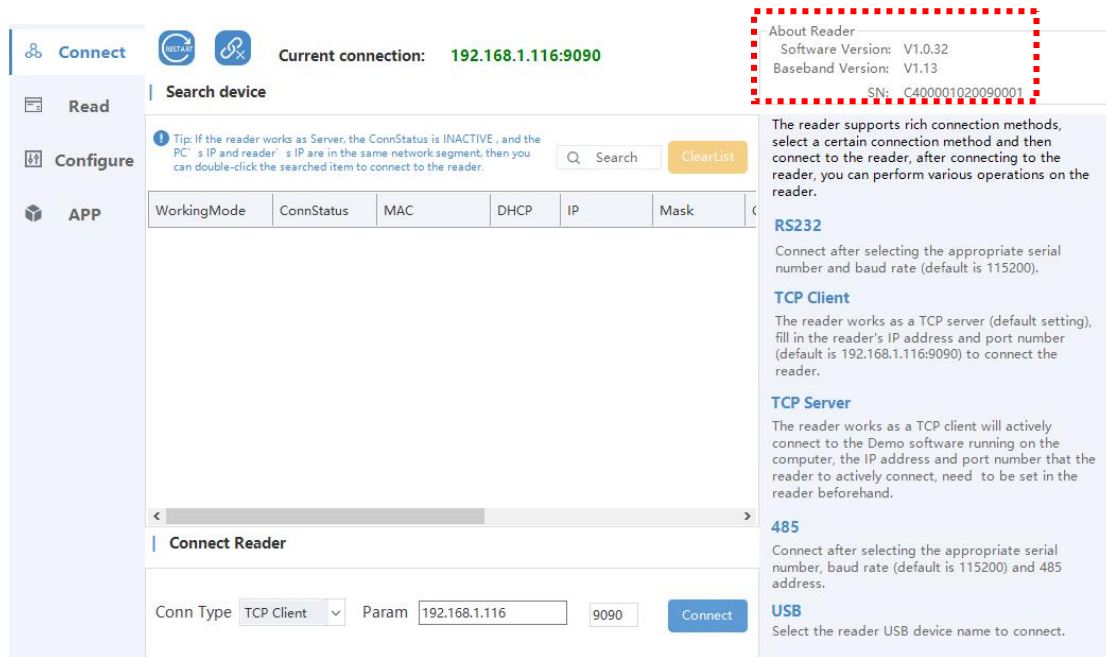 Connect
Read
Configure
APP
RESTART
Current connection: 192.168.1.116:9090
Search device
Tip: If the reader works as Server, the ConnStatus is INACTIVE , and the
PC` s IP and reader` s IP are in the same network segment, then you
can double-click the searched item to connect to the reader.
Search
ClearList
WorkingMode ConnStatus MAC DHCP IP Mask
Connect Reader
Conn Type TCP Client Param 192.168.1.116 9090 Connect
About Reader
Software Version: V1.0.32
Baseband Version: V1.13
SN: C400001020090001
The reader supports rich connection methods,
select a certain connection method and then
connect to the reader, after connecting to the
reader, you can perform various operations on the
reader.
RS232
Connect after selecting the appropriate serial
number and baud rate (default is 115200).
TCP Client
The reader works as a TCP server (default setting),
fill in the reader's IP address and port number
(default is 192.168.1.116:9090) to connect the
reader.
TCP Server
The reader works as a TCP client will actively
connect to the Demo software running on the
computer, the IP address and port number that the
reader to actively connect, need to be set in the
reader beforehand.
485
Connect after selecting the appropriate serial
number, baud rate (default is 115200) and 485
address.
USB
Select the reader USB device name to connect.